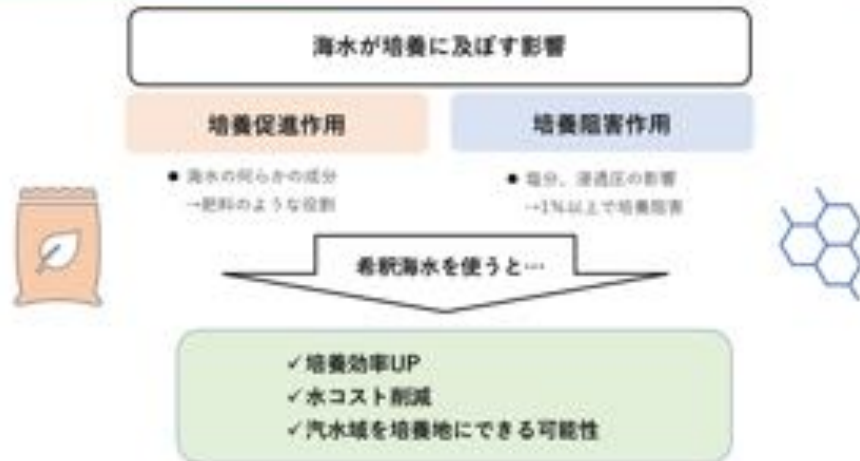 海水が培養に及ぼす影響
培養促進作用
培養阻害作用
● 海水の何らかの成分
→肥料のような役割
● 塩分、浸透圧の影響
→1%以上で培養阻害
希釈海水を使うと…
✓培養効率UP
✓水コスト削減
✓汽水域を培養地にできる可能性